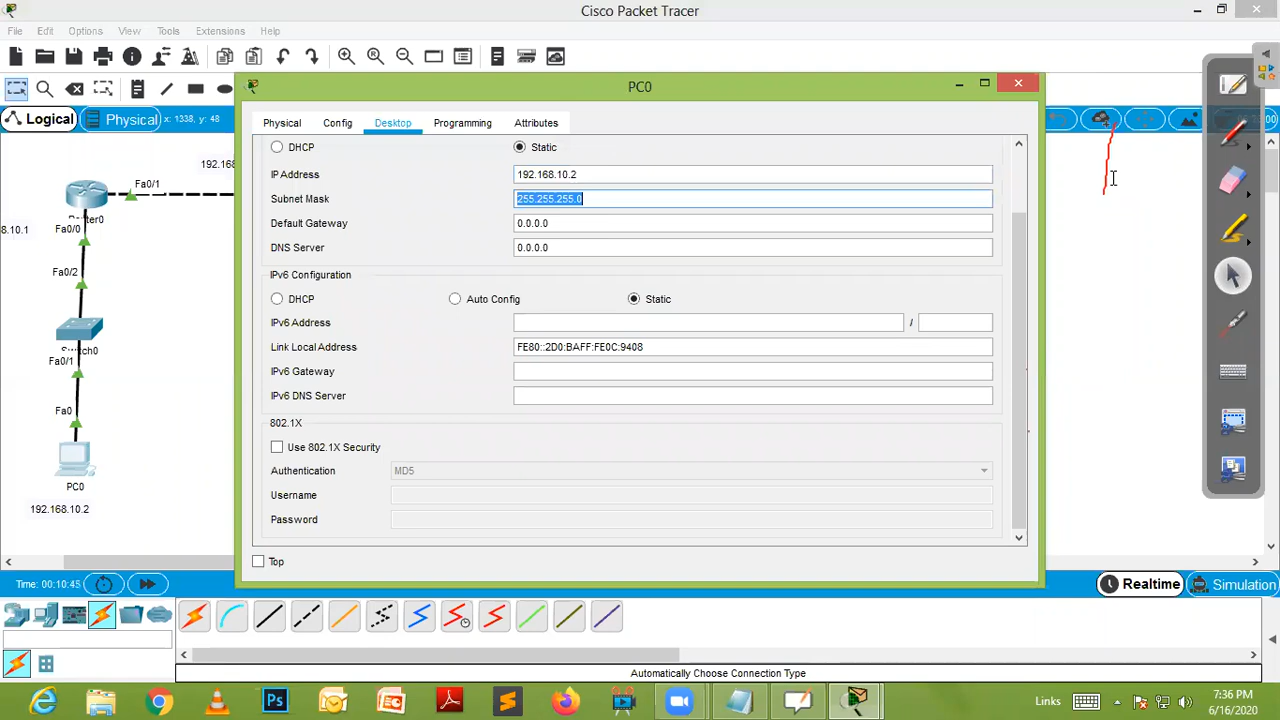 Cisco Packet Tracer
File Edit Options View Tools Extensions Help
PC0
Logical Physical x: 1338, y: 48
Physical Config Desktop Programming Attributes
DHCP Static
IP Address 192.168.10.2
Subnet Mask 255.255.255.0
Default Gateway 0.0.0.0
DNS Server 0.0.0.0
IPv6 Configuration
DHCP Auto Config Static
IPv6 Address /
Link Local Address FE80::2D0:BAFF:FE0C:9408
IPv6 Gateway
IPv6 DNS Server
802.1X
Use 802.1X Security
Authentication MD5
Username
Password
Top
192.168
Fa0/1
Fa0/0
8.10.1
Fa0/2
Fa0/1
Fa0
PC0
192.168.10.2
Time: 00:10:45 Realtime Simulation
Automatically Choose Connection Type
Links 7:36 PM
6/16/2020